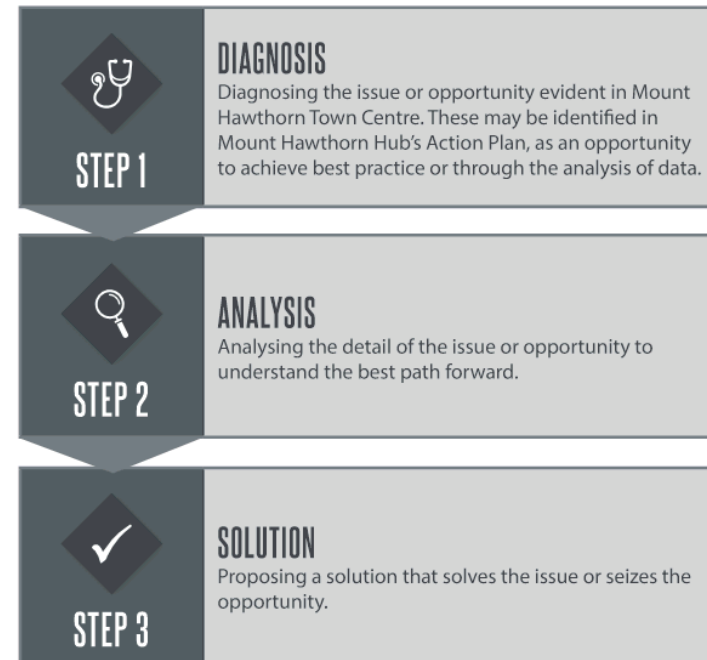 STEP 1
DIAGNOSIS
Diagnosing the issue or opportunity evident in Mount
Hawthorn Town Centre. These may be identified in
Mount Hawthorn Hub's Action Plan, as an opportunity
to achieve best practice or through the analysis of data.
STEP 2
ANALYSIS
Analysing the detail of the issue or opportunity to
understand the best path forward.
STEP 3
SOLUTION
Proposing a solution that solves the issue or seizes the
opportunity.